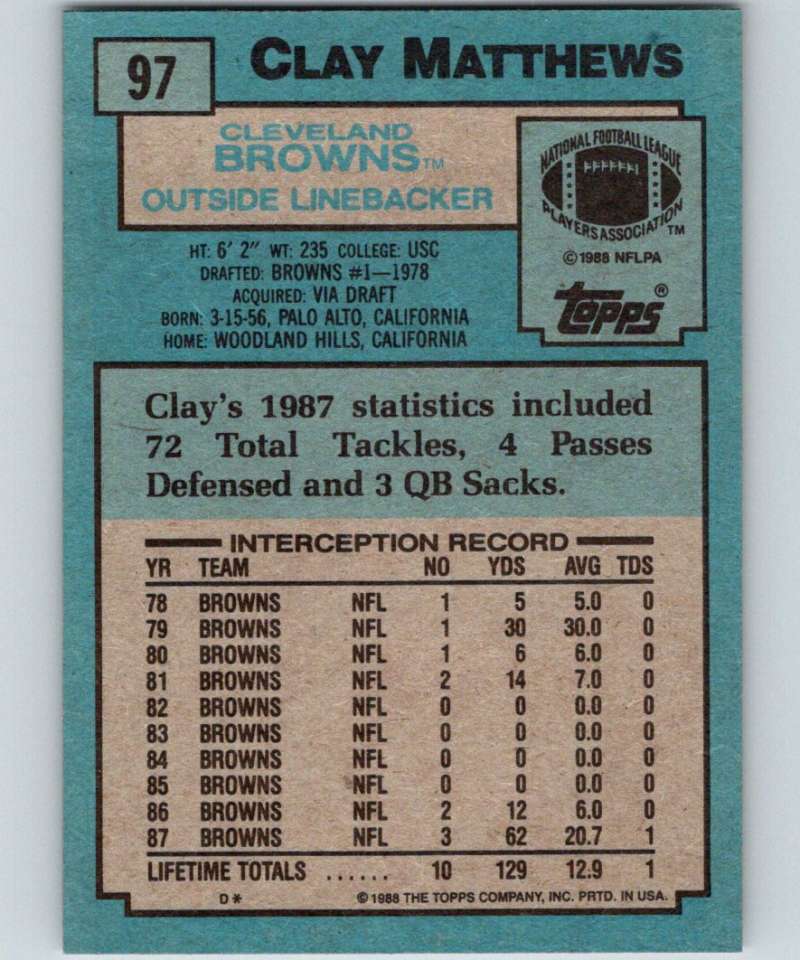 97
CLAY MATTHEWS
CLEVELAND
BROWNS™
OUTSIDE LINEBACKER
NATIONAL FOOTBALL LEAGUE
PLAYERS ASSOCIATION™
©1988 NFLPA
TOPPS®
HT: 6' 2" WT: 235 COLLEGE: USC
DRAFTED: BROWNS #1—1978
ACQUIRED: VIA DRAFT
BORN: 3-15-56, PALO ALTO, CALIFORNIA
HOME: WOODLAND HILLS, CALIFORNIA
Clay's 1987 statistics included
72 Total Tackles, 4 Passes
Defensed and 3 QB Sacks.
INTERCEPTION RECORD
YR TEAM NO YDS AVG TDS
78 BROWNS NFL 1 5 5.0 0
79 BROWNS NFL 1 30 30.0 0
80 BROWNS NFL 1 6 6.0 0
81 BROWNS NFL 2 14 7.0 0
82 BROWNS NFL 0 0 0.0 0
83 BROWNS NFL 0 0 0.0 0
84 BROWNS NFL 0 0 0.0 0
85 BROWNS NFL 0 0 0.0 0
86 BROWNS NFL 2 12 6.0 0
87 BROWNS NFL 3 62 20.7 1
LIFETIME TOTALS ...... 10 129 12.9 1
D* ©1988 THE TOPPS COMPANY, INC. PRTD. IN USA.